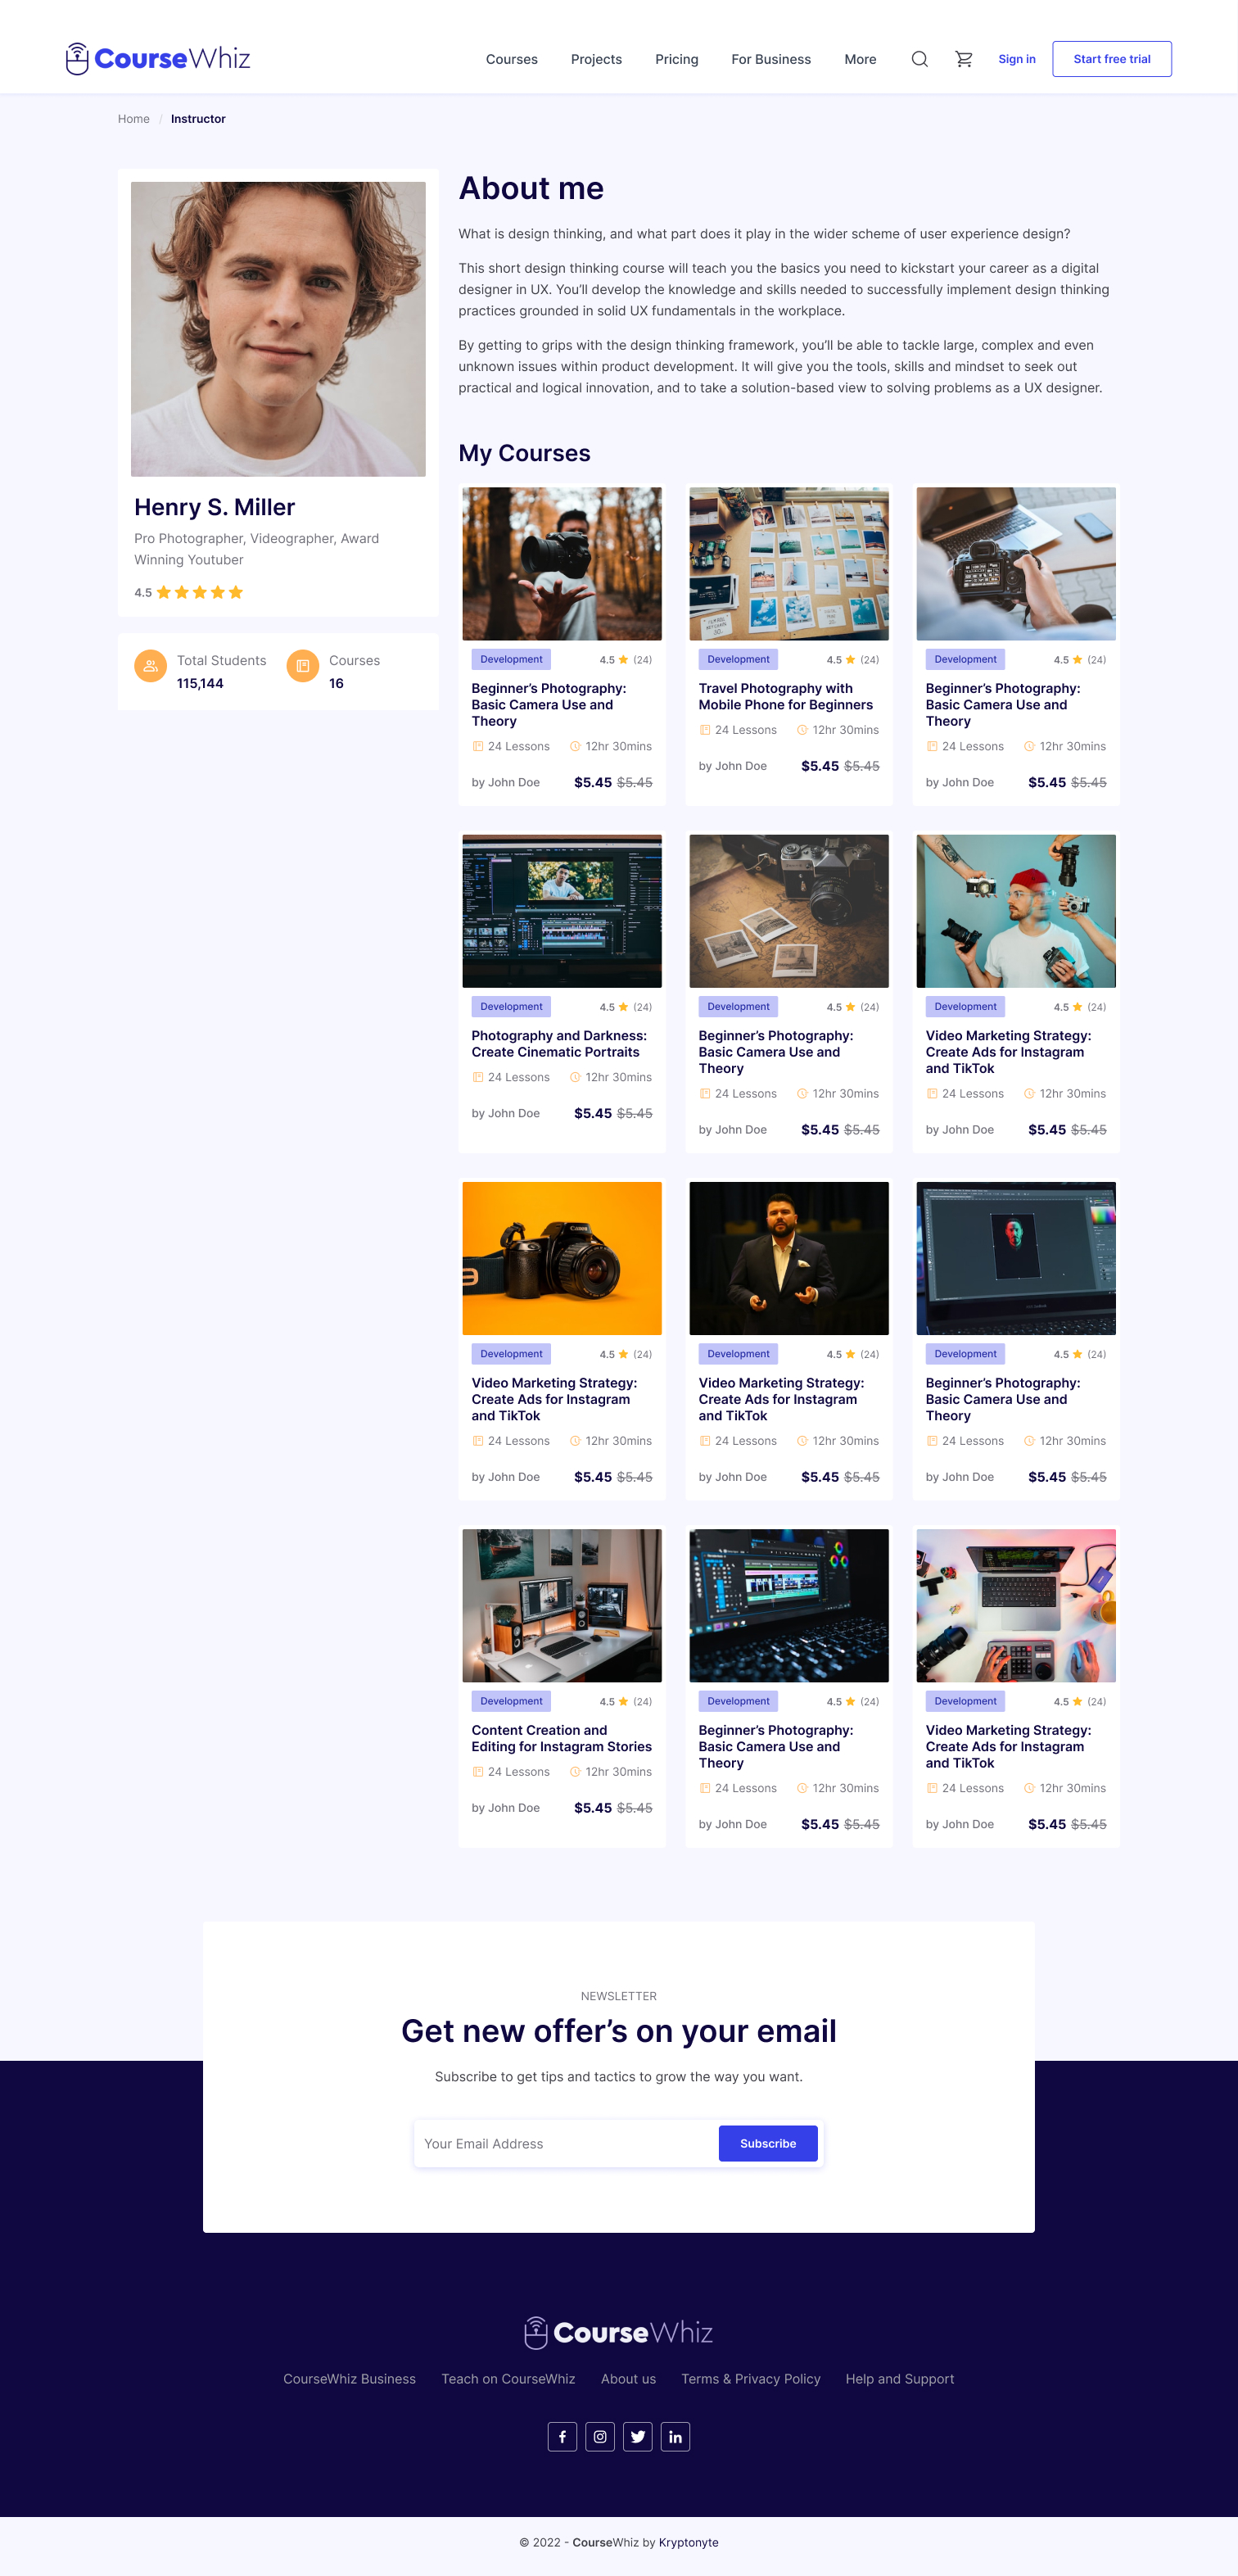 CourseWhiz
Courses Projects Pricing For Business More Sign in Start free trial
Home / Instructor
About me
What is design thinking, and what part does it play in the wider scheme of user experience design?
This short design thinking course will teach you the basics you need to kickstart your career as a digital
designer in UX. You’ll develop the knowledge and skills needed to successfully implement design thinking
practices grounded in solid UX fundamentals in the workplace.
By getting to grips with the design thinking framework, you’ll be able to tackle large, complex and even
unknown issues within product development. It will give you the tools, skills and mindset to seek out
practical and logical innovation, and to take a solution-based view to solving problems as a UX designer.
Henry S. Miller
Pro Photographer, Videographer, Award
Winning Youtuber
4.5
Total Students
115,144
Courses
16
My Courses
Development 4.5 (24)
Beginner’s Photography:
Basic Camera Use and
Theory
24 Lessons 12hr 30mins
by John Doe $5.45 $5.45
Development 4.5 (24)
Travel Photography with
Mobile Phone for Beginners
24 Lessons 12hr 30mins
by John Doe $5.45 $5.45
Development 4.5 (24)
Beginner’s Photography:
Basic Camera Use and
Theory
24 Lessons 12hr 30mins
by John Doe $5.45 $5.45
Development 4.5 (24)
Photography and Darkness:
Create Cinematic Portraits
24 Lessons 12hr 30mins
by John Doe $5.45 $5.45
Development 4.5 (24)
Beginner’s Photography:
Basic Camera Use and
Theory
24 Lessons 12hr 30mins
by John Doe $5.45 $5.45
Development 4.5 (24)
Video Marketing Strategy:
Create Ads for Instagram
and TikTok
24 Lessons 12hr 30mins
by John Doe $5.45 $5.45
Canon
Development 4.5 (24)
Video Marketing Strategy:
Create Ads for Instagram
and TikTok
24 Lessons 12hr 30mins
by John Doe $5.45 $5.45
Development 4.5 (24)
Video Marketing Strategy:
Create Ads for Instagram
and TikTok
24 Lessons 12hr 30mins
by John Doe $5.45 $5.45
Development 4.5 (24)
Beginner’s Photography:
Basic Camera Use and
Theory
24 Lessons 12hr 30mins
by John Doe $5.45 $5.45
Development 4.5 (24)
Content Creation and
Editing for Instagram Stories
24 Lessons 12hr 30mins
by John Doe $5.45 $5.45
Development 4.5 (24)
Beginner’s Photography:
Basic Camera Use and
Theory
24 Lessons 12hr 30mins
by John Doe $5.45 $5.45
Development 4.5 (24)
Video Marketing Strategy:
Create Ads for Instagram
and TikTok
24 Lessons 12hr 30mins
by John Doe $5.45 $5.45
NEWSLETTER
Get new offer’s on your email
Subscribe to get tips and tactics to grow the way you want.
Your Email Address Subscribe
CourseWhiz
CourseWhiz Business Teach on CourseWhiz About us Terms & Privacy Policy Help and Support
© 2022 - CourseWhiz by Kryptonyte